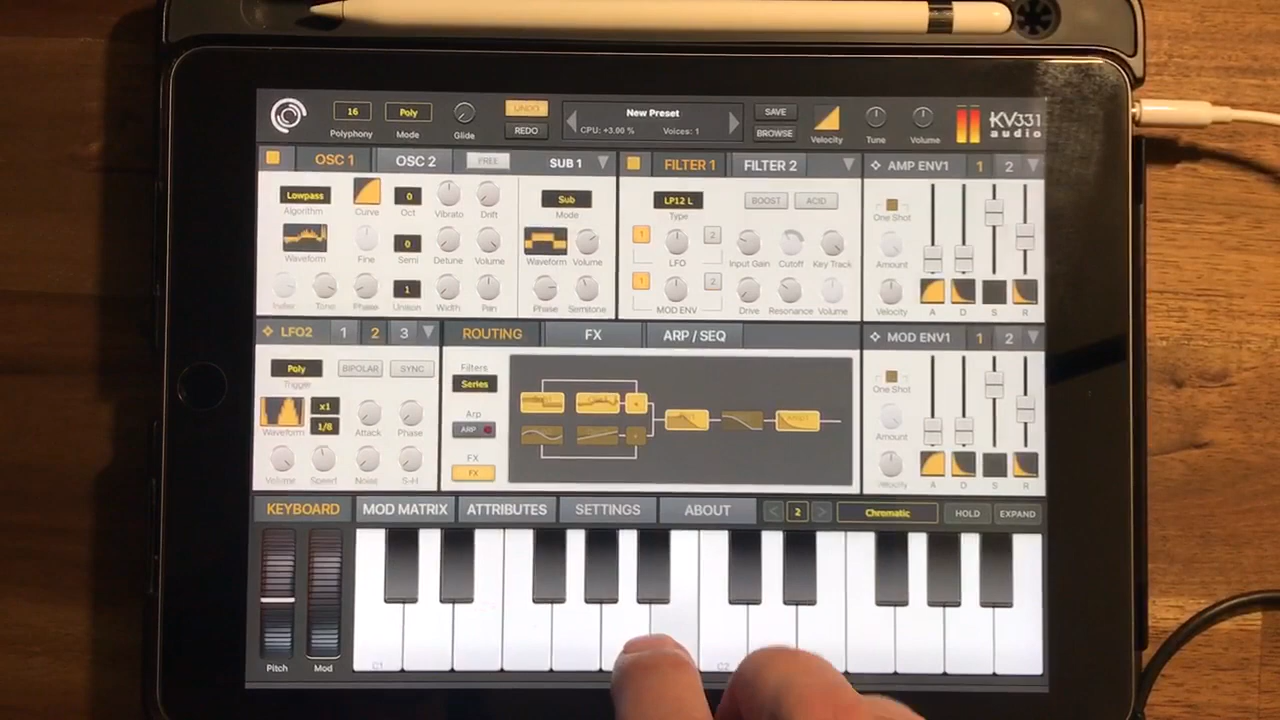 16 Poly UNDO New Preset SAVE KV331
Polyphony Mode Glide REDO CPU: +3.00 % Voices: 1 BROWSE Velocity Tune Volume audio
OSC 1 OSC 2 FREE SUB 1 FILTER 1 FILTER 2 AMP ENV1 1 2
Lowpass 0 Sub LP12 L BOOST ACID One Shot
Algorithm Curve Oct Vibrato Drift Mode Type
0 1 2
Waveform Fine Semi Detune Volume Waveform Volume LFO Input Gain Cutoff Key Track Amount
1 1 2
Index Tone Phase Unison Width Pan Phase Semitone MOD ENV Drive Resonance Volume Velocity A D S R
LFO2 1 2 3 ROUTING FX ARP / SEQ MOD ENV1 1 2
Poly BIPOLAR SYNC Filters One Shot
Trigger Series
x1 Arp
Waveform 1/8 Attack Phase ARP Amount
FX
Volume Speed Noise S-H FX Velocity A D S R
KEYBOARD MOD MATRIX ATTRIBUTES SETTINGS ABOUT < 2 > Chromatic HOLD EXPAND
Pitch Mod C1 C2